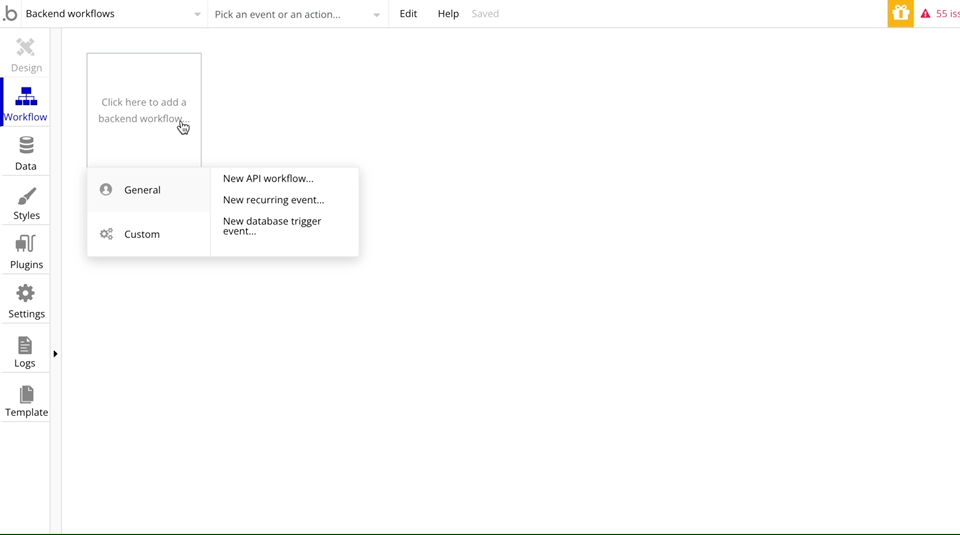 .b Backend workflows Pick an event or an action... Edit Help Saved 55 iss
Design
Workflow
Data
Styles
Plugins
Settings
Logs
Template
Click here to add a
backend workflow...
General
Custom
New API workflow...
New recurring event...
New database trigger
event...